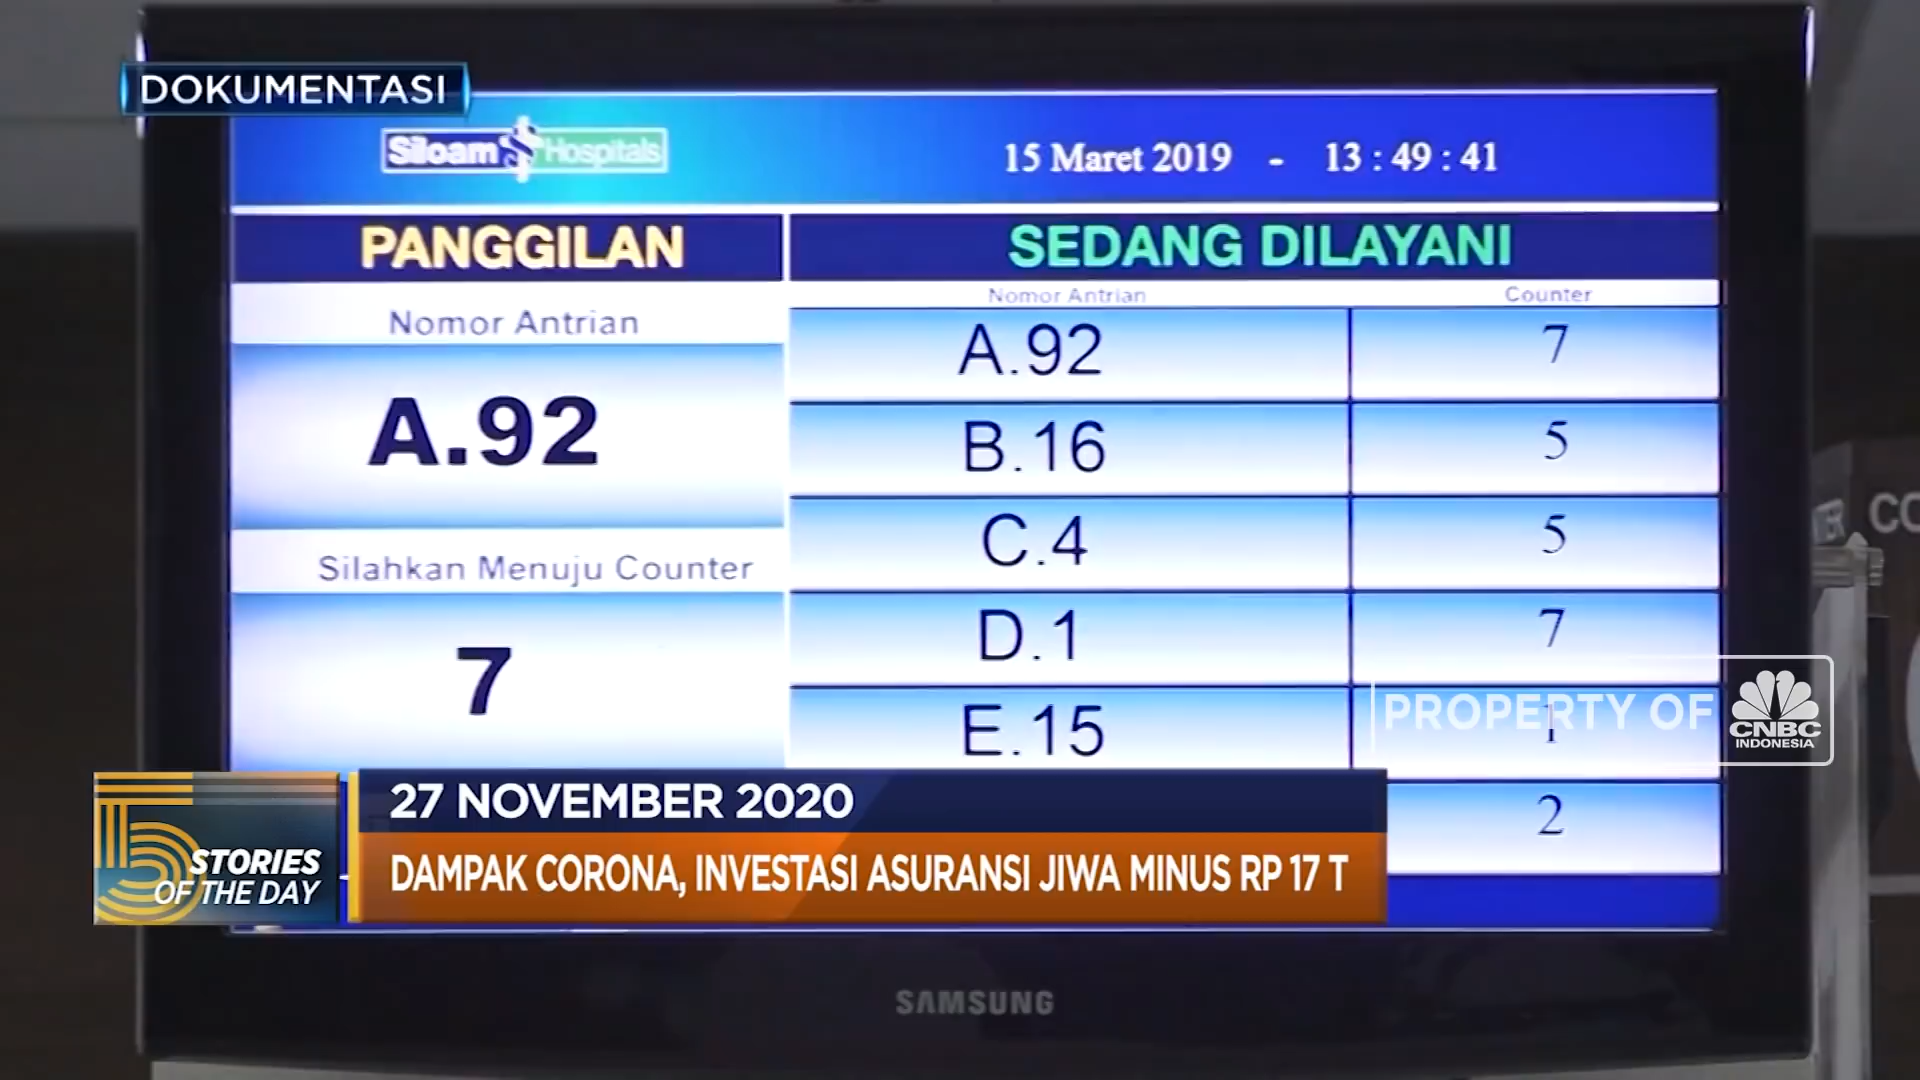 DOKUMENTASI
Siloam Hospitals
15 Maret 2019 - 13 : 49 : 41
PANGGILAN
SEDANG DILAYANI
Nomor Antrian
Nomor Antrian Counter
A.92
A.92 7
B.16 5
C.4 5
Silahkan Menuju Counter
7
D.1 7
E.15 1
2
PROPERTY OF CNBC
INDONESIA
5 STORIES
OF THE DAY
27 NOVEMBER 2020
DAMPAK CORONA, INVESTASI ASURANSI JIWA MINUS RP 17 T
SAMSUNG